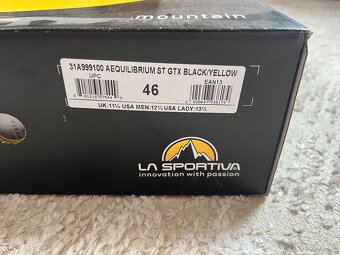 mountain
31A999100 AEQUILIBRIUM ST GTX BLACK/YELLOW
UPC
EAN13
46
UK:11½ USA MEN:12½ USA LADY:13½
LA SPORTIVA
innovation with passion